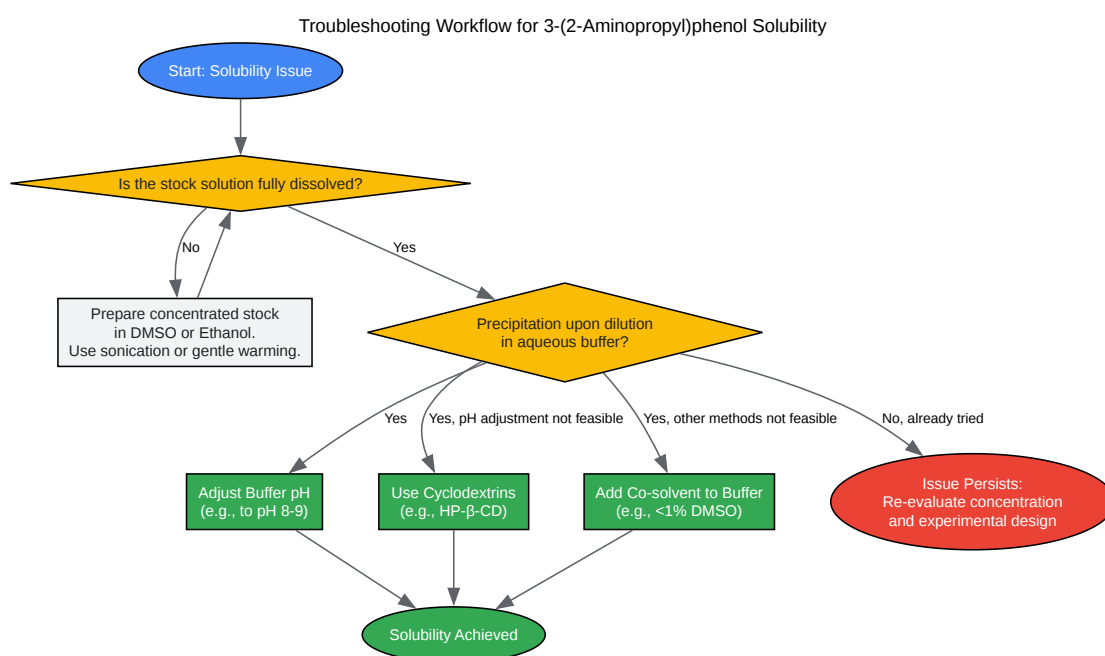 Troubleshooting Workflow for 3-(2-Aminopropyl)phenol Solubility
Start: Solubility Issue
Is the stock solution fully dissolved?
No
Yes
Prepare concentrated stock
in DMSO or Ethanol.
Use sonication or gentle warming.
Precipitation upon dilution
in aqueous buffer?
Yes
Yes, pH adjustment not feasible
Yes, other methods not feasible
No, already tried
Adjust Buffer pH
(e.g., to pH 8-9)
Use Cyclodextrins
(e.g., HP-β-CD)
Add Co-solvent to Buffer
(e.g., <1% DMSO)
Issue Persists:
Re-evaluate concentration
and experimental design
Solubility Achieved